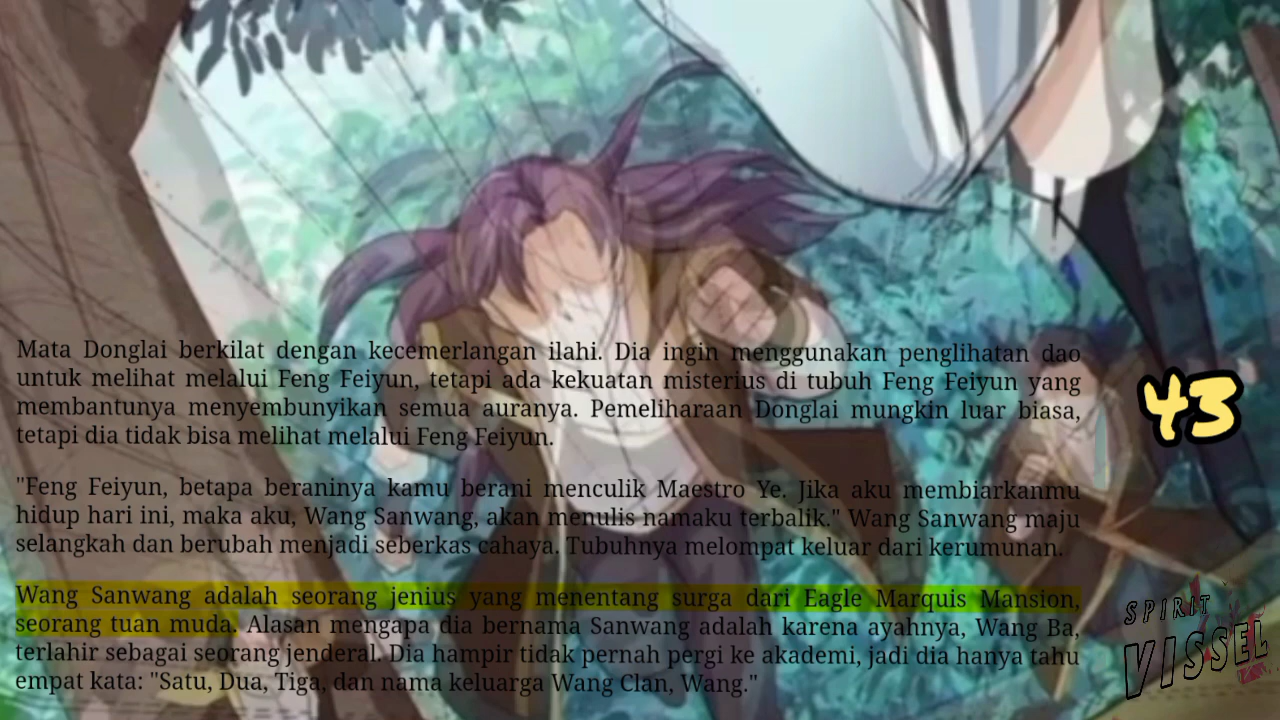 Mata Donglai berkilat dengan kecemerlangan ilahi. Dia ingin menggunakan penglihatan dao
untuk melihat melalui Feng Feiyun, tetapi ada kekuatan misterius di tubuh Feng Feiyun yang
membantunya menyembunyikan semua auranya. Pemeliharaan Donglai mungkin luar biasa,
tetapi dia tidak bisa melihat melalui Feng Feiyun.
"Feng Feiyun, betapa beraninya kamu berani menculik Maestro Ye. Jika aku membiarkanmu
hidup hari ini, maka aku, Wang Sanwang, akan menulis namaku terbalik." Wang Sanwang maju
selangkah dan berubah menjadi seberkas cahaya. Tubuhnya melompat keluar dari kerumunan.
Wang Sanwang adalah seorang jenius yang menentang surga dari Eagle Marquis Mansion,
seorang tuan muda. Alasan mengapa dia bernama Sanwang adalah karena ayahnya, Wang Ba,
terlahir sebagai seorang jenderal. Dia hampir tidak pernah pergi ke akademi, jadi dia hanya tahu
empat kata: "Satu, Dua, Tiga, dan nama keluarga Wang Clan, Wang."
43
SPIRIT
VISSEL